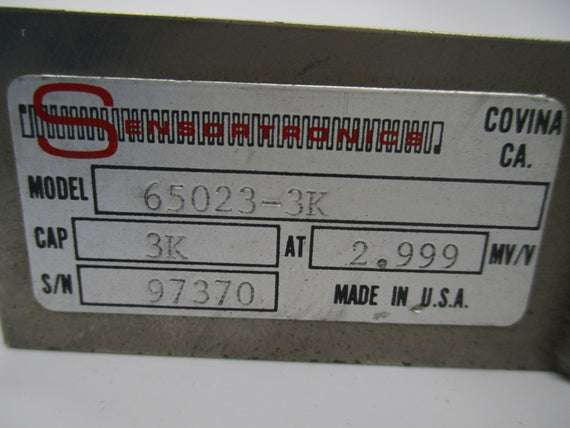 SENSORTRONICS
COVINA
CA.
MODEL 65023-3K
CAP 3K AT 2.999 MV/V
S/N 97370 MADE IN U.S.A.